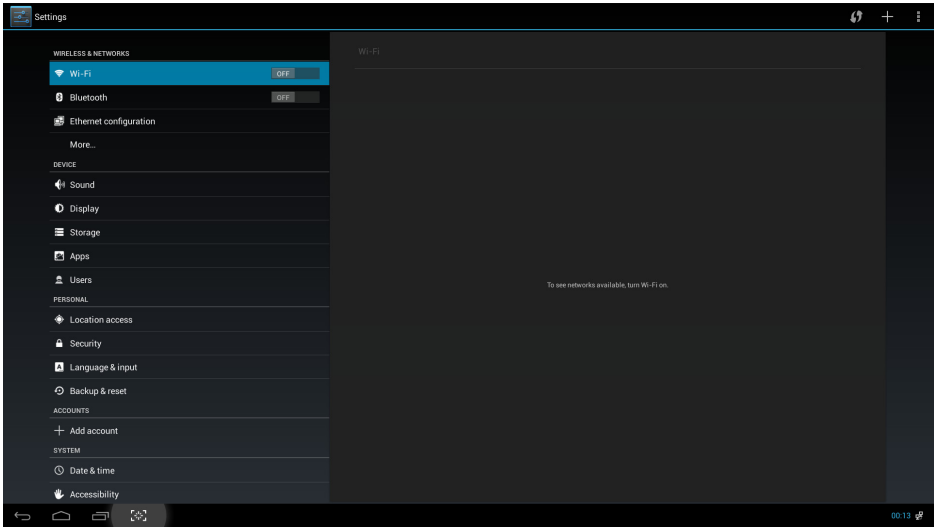 Settings
WIRELESS & NETWORKS
Wi-Fi OFF
Bluetooth OFF
Ethernet configuration
More...
DEVICE
Sound
Display
Storage
Apps
Users
PERSONAL
Location access
Security
Language & input
Backup & reset
ACCOUNTS
Add account
SYSTEM
Date & time
Accessibility
Wi-Fi
To see networks available, turn Wi-Fi on.
00:13